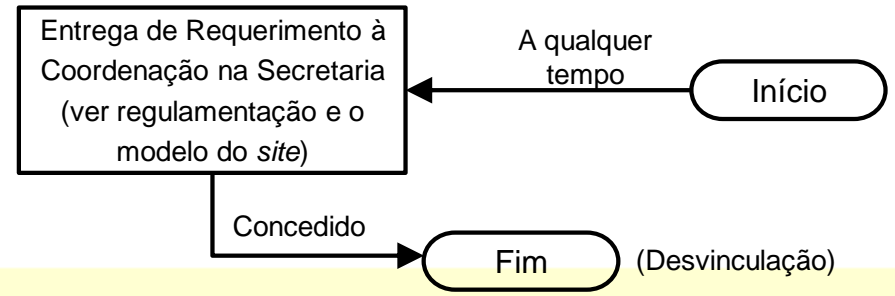 Entrega de Requerimento à
Coordenação na Secretaria
(ver regulamentação e o
modelo do site)
A qualquer
tempo
Início
Concedido
Fim
(Desvinculação)